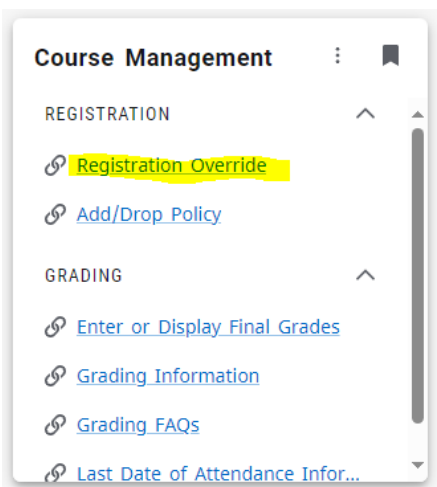 Course Management
REGISTRATION
Registration Override
Add/Drop Policy
GRADING
Enter or Display Final Grades
Grading Information
Grading FAQs
Last Date of Attendance Infor...